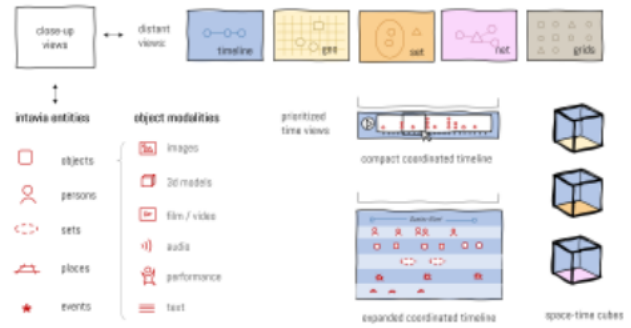 close-up
views
distant
views:
timeline
geo
set
net
grids
intavia entities
objects
persons
sets
places
events
object modalities
images
3d models
film / video
audio
performance
text
prioritized
time views
compact coordinated timeline
expanded coordinated timeline
space-time cubes